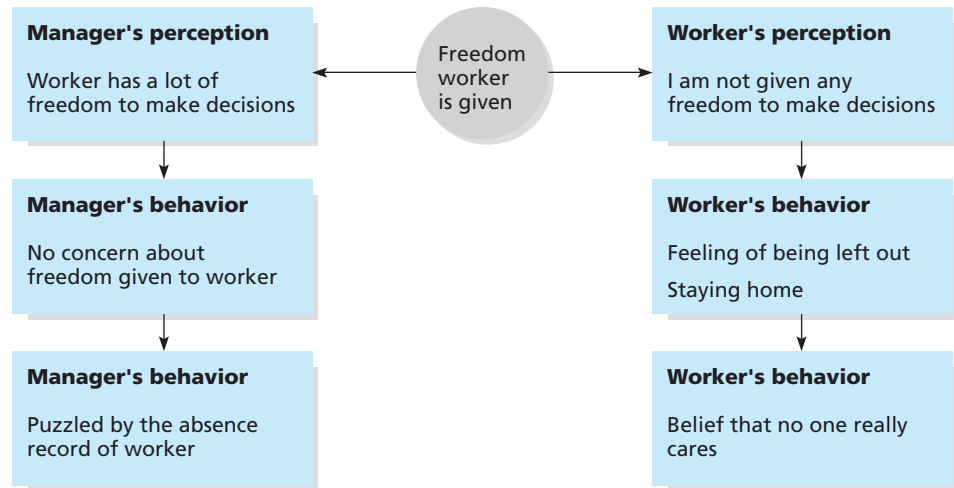 Manager's perception
Worker has a lot of
freedom to make decisions
Freedom
worker
is given
Worker's perception
I am not given any
freedom to make decisions
Manager's behavior
No concern about
freedom given to worker
Worker's behavior
Feeling of being left out
Staying home
Manager's behavior
Puzzled by the absence
record of worker
Worker's behavior
Belief that no one really
cares